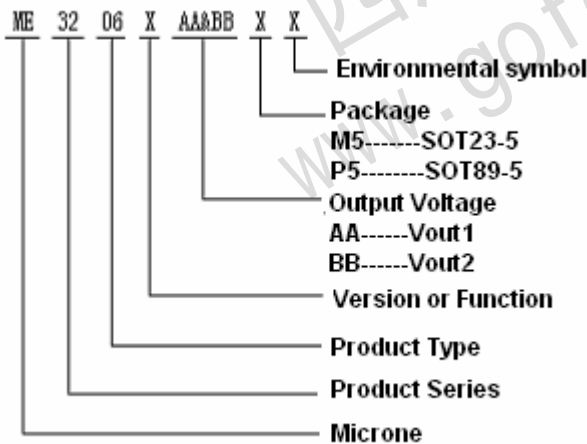 ME 32 06 X AA&BB X X
Environmental symbol
Package
M5-------SOT23-5
P5--------SOT89-5
Output Voltage
AA------Vout1
BB------Vout2
Version or Function
Product Type
Product Series
Microne